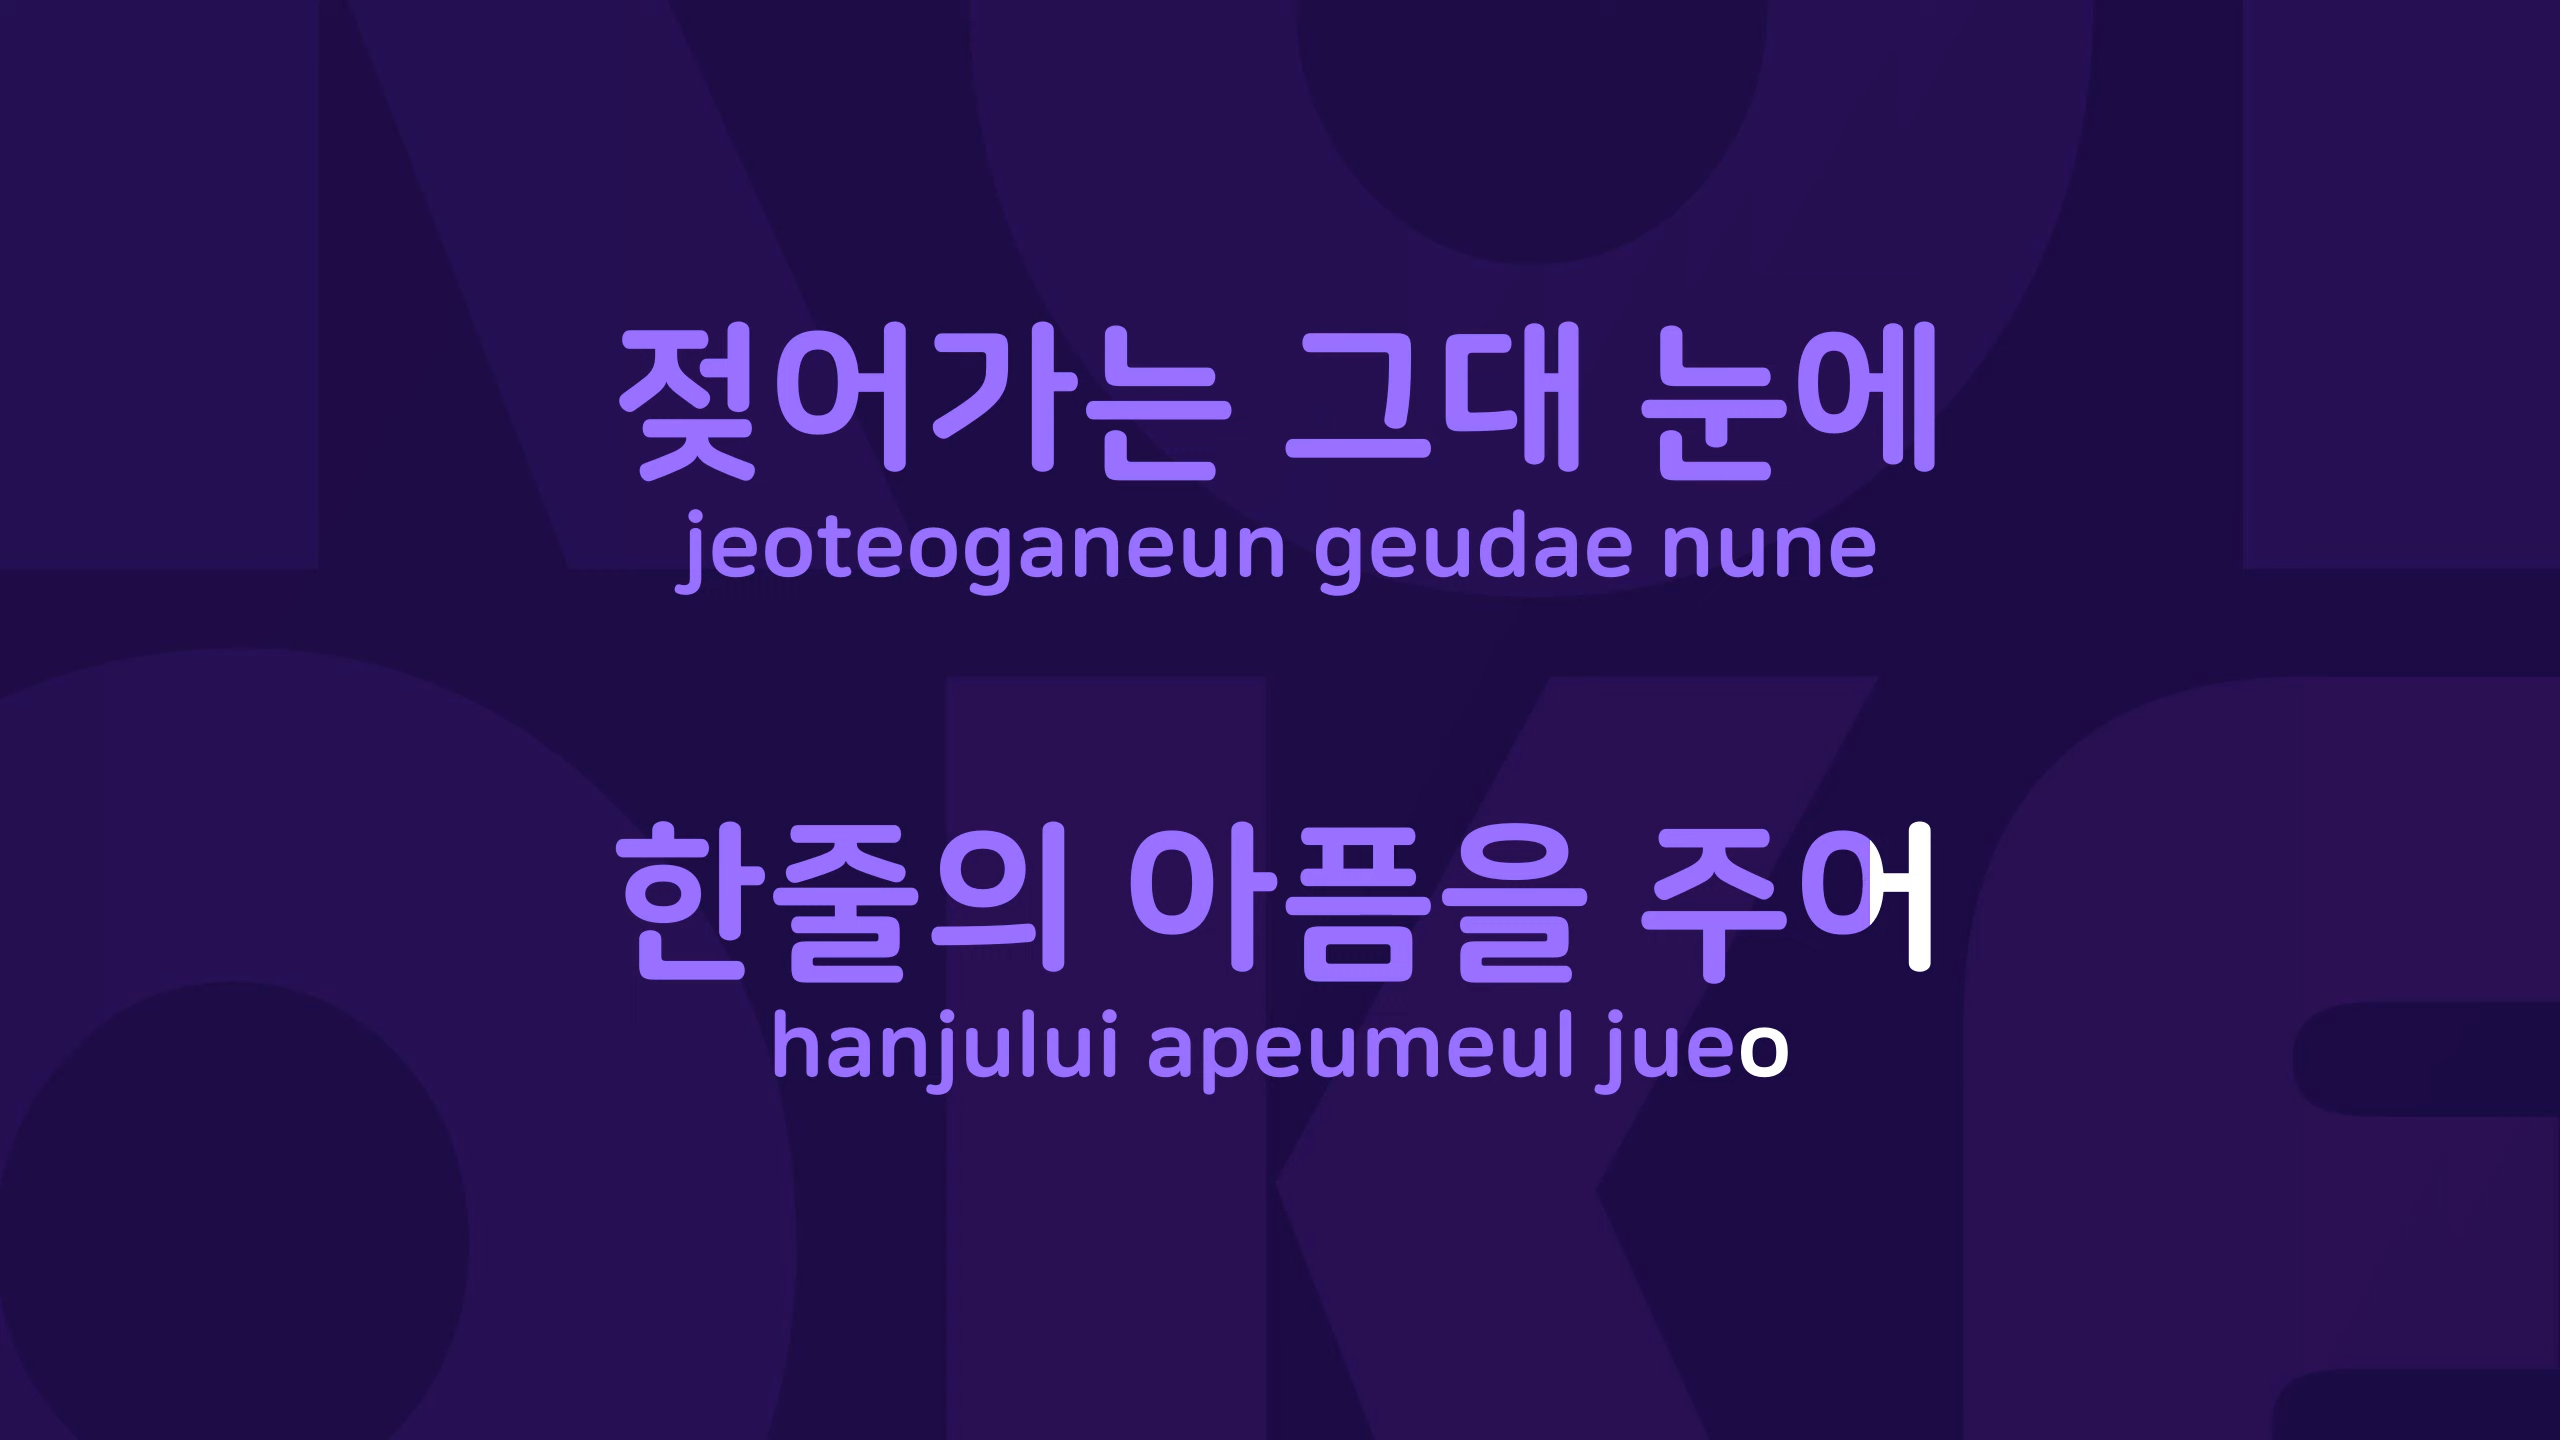 젖어가는 그대 눈에
jeoteoganeun geudae nune
한줄의 아픔을 주어
hanjului apeumeul jueo